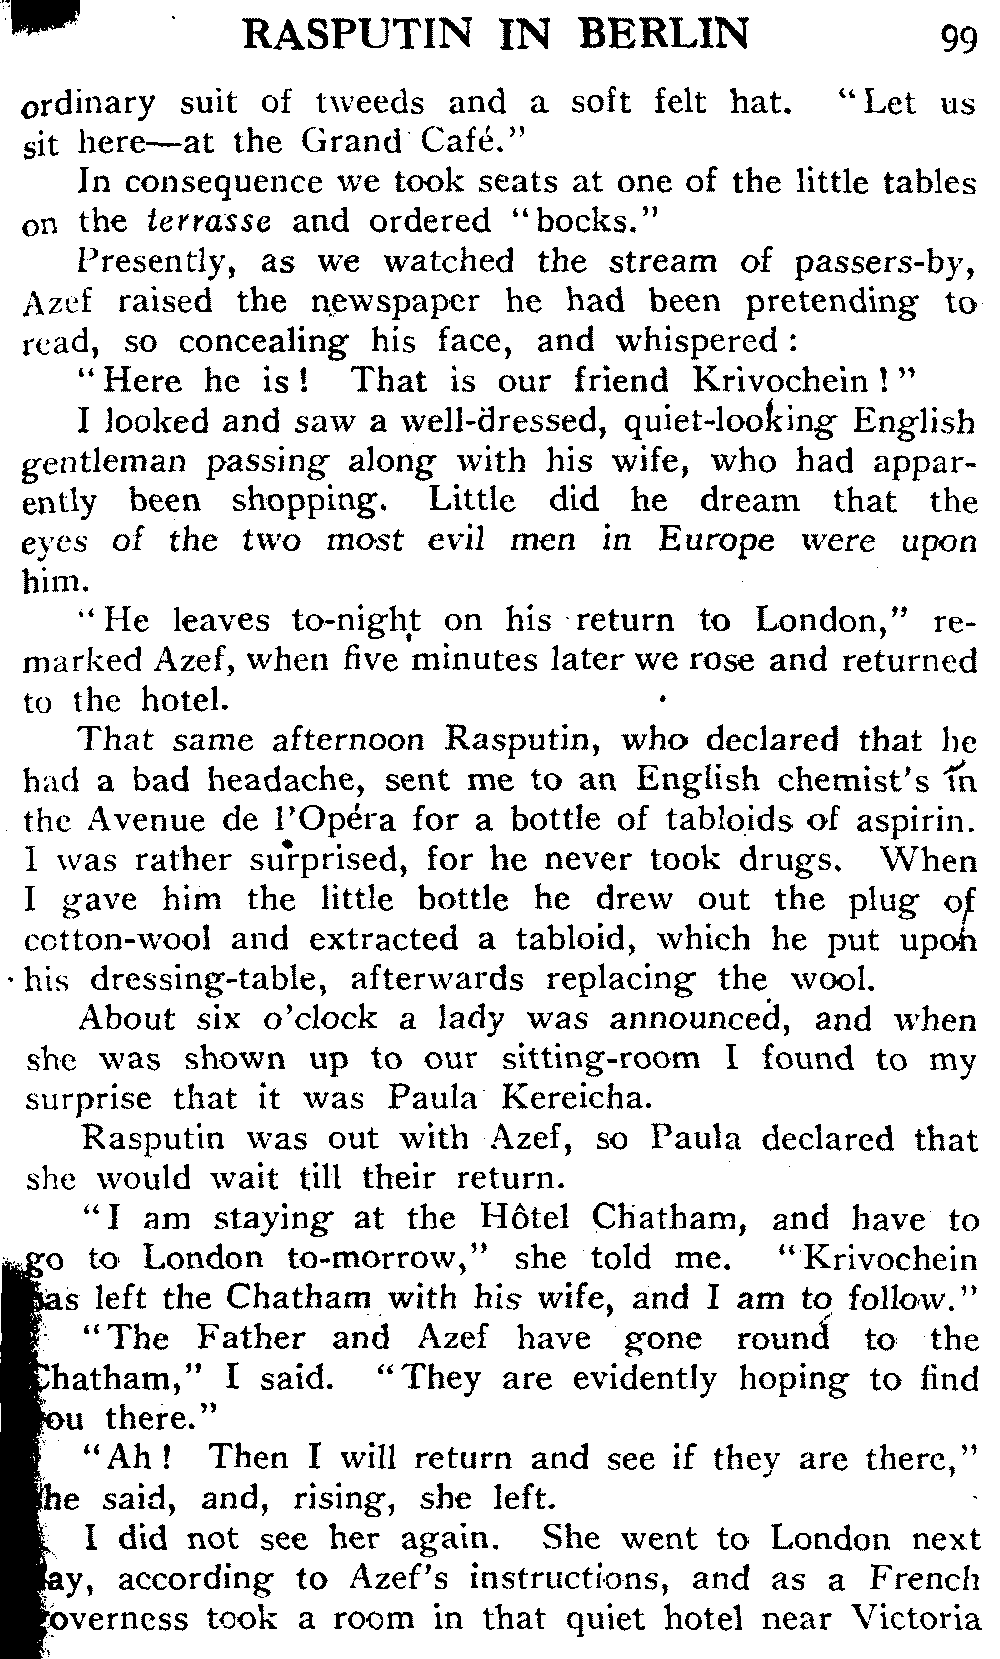 RASPUTIN IN BERLIN 99
ordinary suit of tweeds and a soft felt hat. "Let us
sit here—at the Grand Café."
In consequence we took seats at one of the little tables
on the terrasse and ordered "bocks."
Presently, as we watched the stream of passers-by,
Azef raised the newspaper he had been pretending to
read, so concealing his face, and whispered :
"Here he is! That is our friend Krivochein!"
I looked and saw a well-dressed, quiet-looking English
gentleman passing along with his wife, who had appar-
ently been shopping. Little did he dream that the
eyes of the two most evil men in Europe were upon
him.
"He leaves to-night on his return to London," re-
marked Azef, when five minutes later we rose and returned
to the hotel.
That same afternoon Rasputin, who declared that he
had a bad headache, sent me to an English chemist's in
the Avenue de l'Opéra for a bottle of tabloids of aspirin.
I was rather surprised, for he never took drugs. When
I gave him the little bottle he drew out the plug of
cotton-wool and extracted a tabloid, which he put upon
his dressing-table, afterwards replacing the wool.
About six o'clock a lady was announced, and when
she was shown up to our sitting-room I found to my
surprise that it was Paula Kereicha.
Rasputin was out with Azef, so Paula declared that
she would wait till their return.
"I am staying at the Hôtel Chatham, and have to
go to London to-morrow," she told me. "Krivochein
has left the Chatham with his wife, and I am to follow."
"The Father and Azef have gone round to the
Chatham," I said. "They are evidently hoping to find
you there."
"Ah! Then I will return and see if they are there,"
she said, and, rising, she left.
I did not see her again. She went to London next
day, according to Azef's instructions, and as a French
governess took a room in that quiet hotel near Victoria